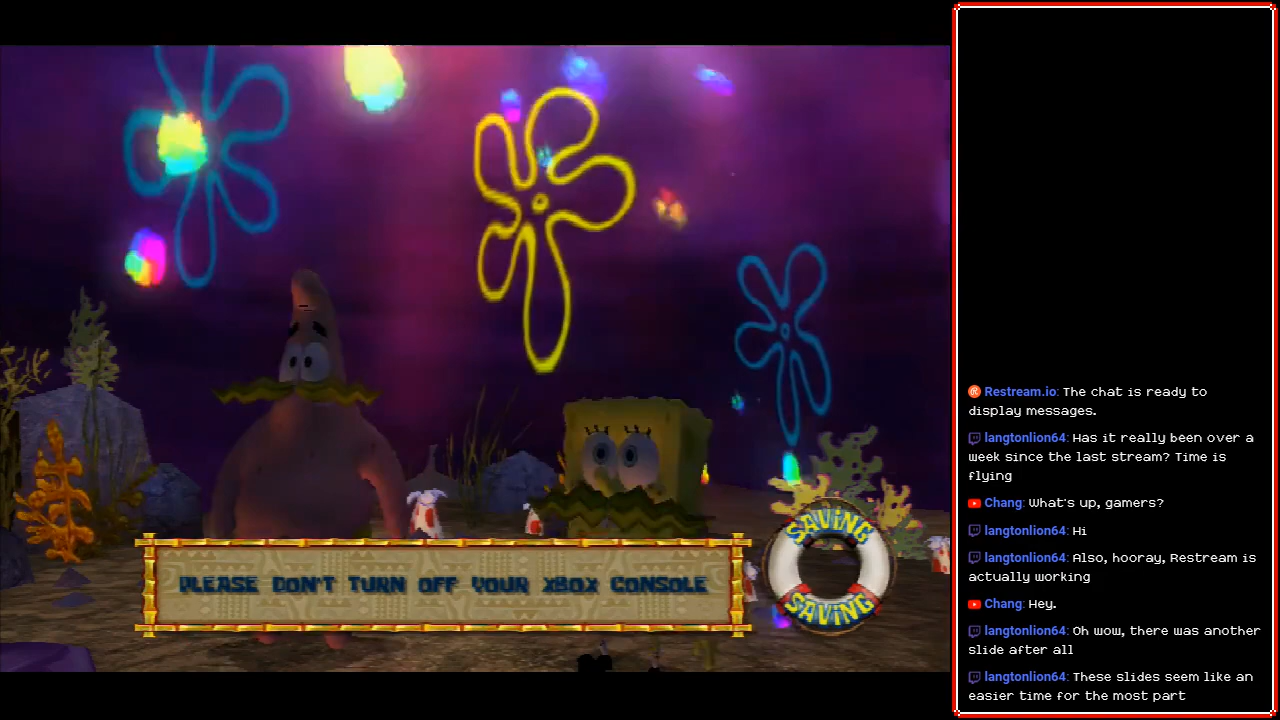 PLEASE DON'T TURN OFF YOUR XBOX CONSOLE
SAVING
SAVING
Restream.io: The chat is ready to
display messages.
langtonlion64: Has it really been over a
week since the last stream? Time is
flying
Chang: What's up, gamers?
langtonlion64: Hi
langtonlion64: Also, hooray, Restream is
actually working
Chang: Hey.
langtonlion64: Oh wow, there was another
slide after all
langtonlion64: These slides seem like an
easier time for the most part